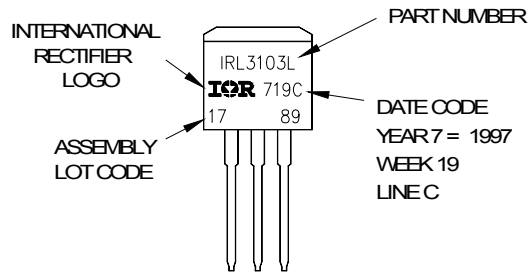 INTERNATIONAL
RECTIFIER
LOGO
PART NUMBER
IRL3103L
IOR 719C
17 89
ASSEMBLY
LOT CODE
DATE CODE
YEAR 7 = 1997
WEEK 19
LINE C